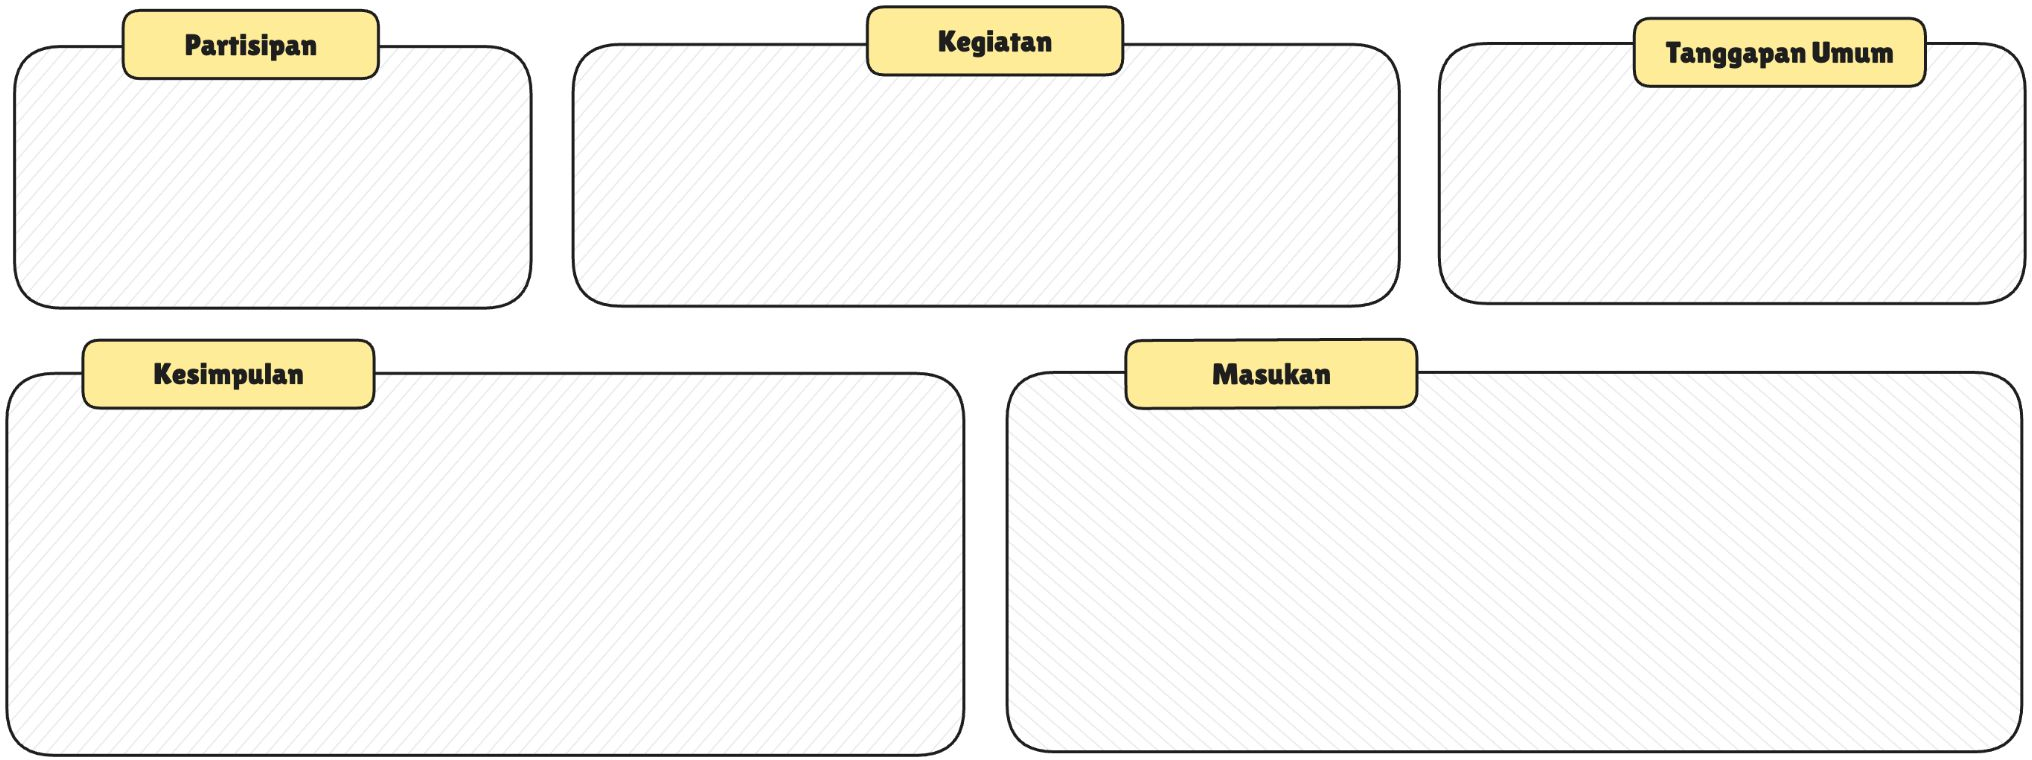 Partisipan
Kegiatan
Tanggapan Umum
Kesimpulan
Masukan